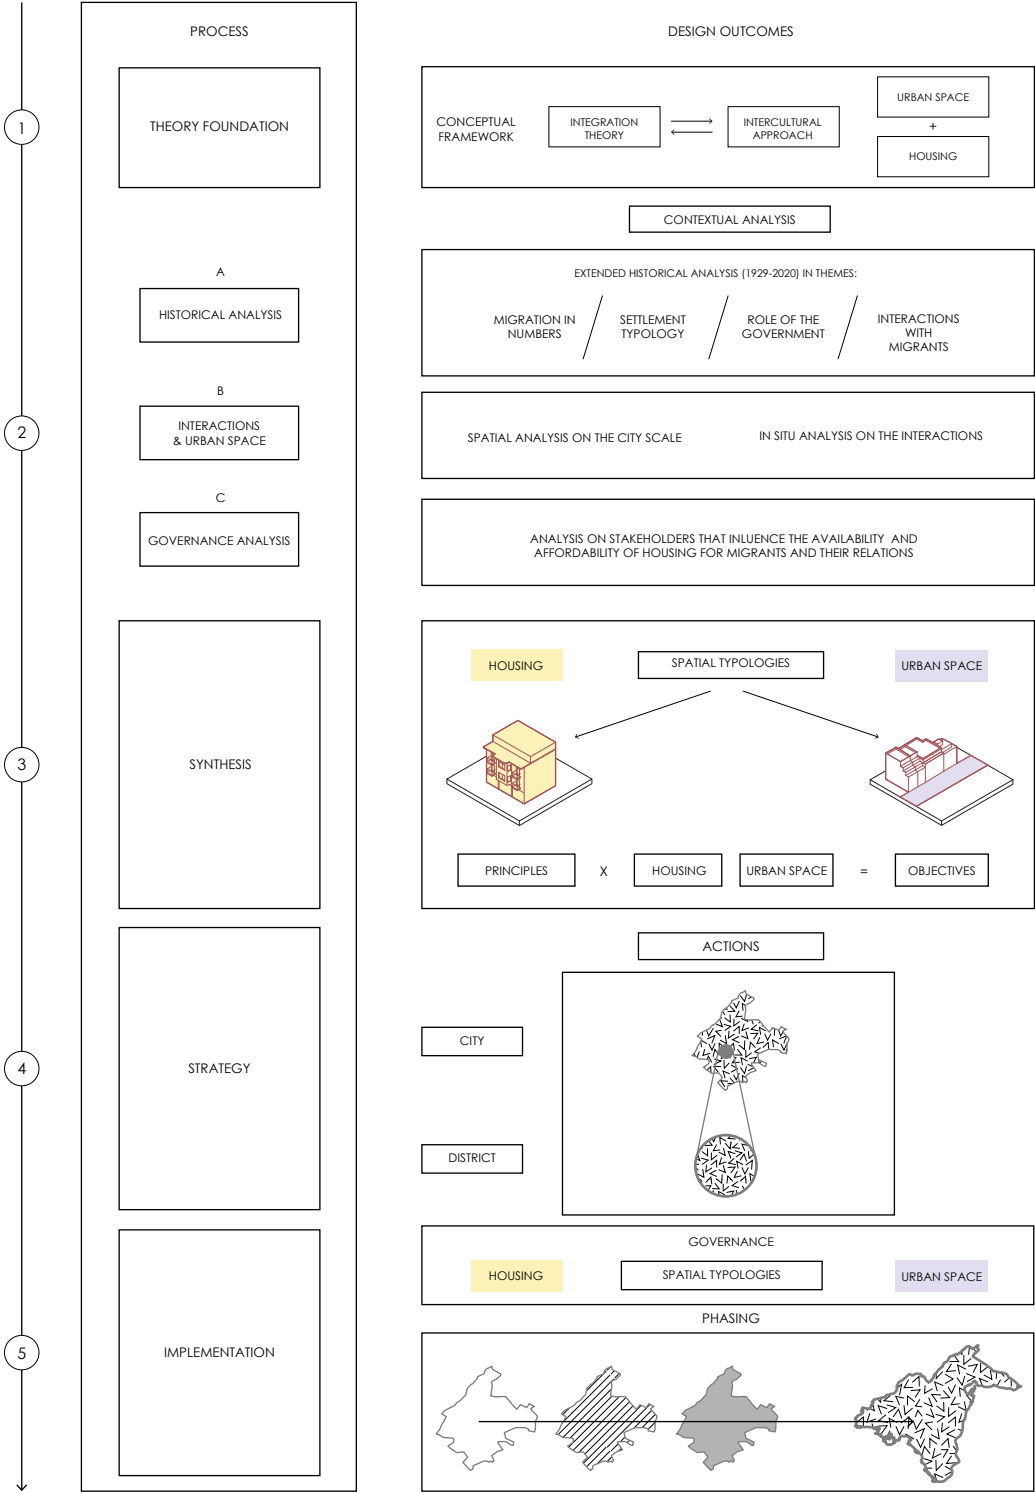 PROCESS
DESIGN OUTCOMES
1
THEORY FOUNDATION
CONCEPTUAL
FRAMEWORK
INTEGRATION
THEORY
INTERCULTURAL
APPROACH
URBAN SPACE
+
HOUSING
CONTEXTUAL ANALYSIS
A
HISTORICAL ANALYSIS
EXTENDED HISTORICAL ANALYSIS (1929-2020) IN THEMES:
MIGRATION IN
NUMBERS
SETTLEMENT
TYPOLOGY
ROLE OF THE
GOVERNMENT
INTERACTIONS
WITH
MIGRANTS
2
B
INTERACTIONS
& URBAN SPACE
SPATIAL ANALYSIS ON THE CITY SCALE
IN SITU ANALYSIS ON THE INTERACTIONS
C
GOVERNANCE ANALYSIS
ANALYSIS ON STAKEHOLDERS THAT INLUENCE THE AVAILABILITY AND
AFFORDABILITY OF HOUSING FOR MIGRANTS AND THEIR RELATIONS
3
SYNTHESIS
HOUSING
SPATIAL TYPOLOGIES
URBAN SPACE
PRINCIPLES
X
HOUSING
URBAN SPACE
=
OBJECTIVES
4
STRATEGY
ACTIONS
CITY
DISTRICT
5
IMPLEMENTATION
GOVERNANCE
HOUSING
SPATIAL TYPOLOGIES
URBAN SPACE
PHASING